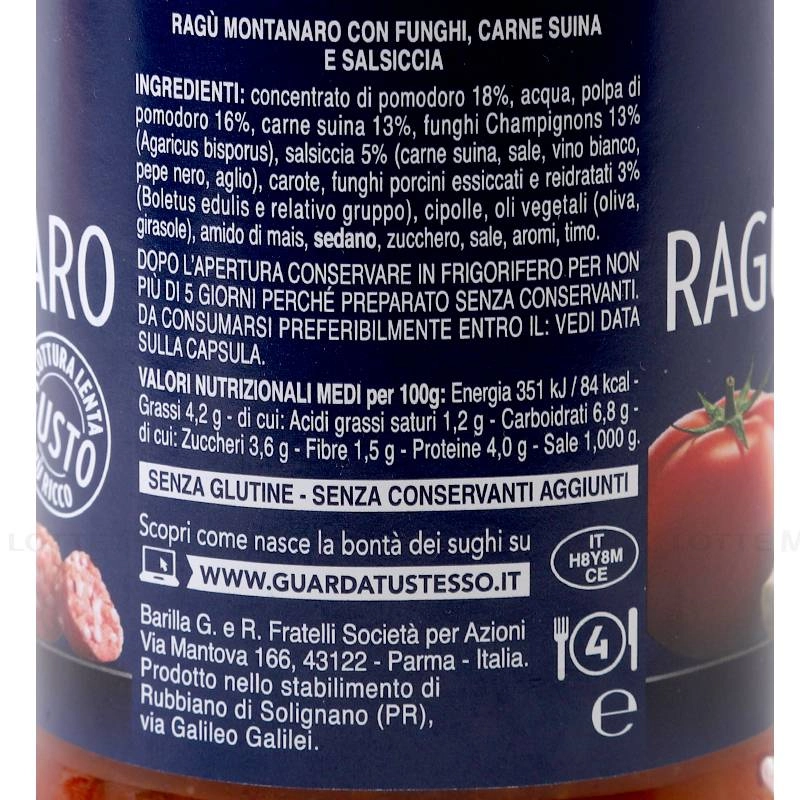 RAGÙ MONTANARO CON FUNGHI, CARNE SUINA
E SALSICCIA
INGREDIENTI: concentrato di pomodoro 18%, acqua, polpa di
pomodoro 16%, carne suina 13%, funghi Champignons 13%
(Agaricus bisporus), salsiccia 5% (carne suina, sale, vino bianco,
pepe nero, aglio), carote, funghi porcini essiccati e reidratati 3%
(Boletus edulis e relativo gruppo), cipolle, oli vegetali (oliva,
girasole), amido di mais, sedano, zucchero, sale, aromi, timo.
DOPO L'APERTURA CONSERVARE IN FRIGORIFERO PER NON
PIÙ DI 5 GIORNI PERCHÉ PREPARATO SENZA CONSERVANTI.
DA CONSUMARSI PREFERIBILMENTE ENTRO IL: VEDI DATA
SULLA CAPSULA.
VALORI NUTRIZIONALI MEDI per 100g: Energia 351 kJ / 84 kcal -
Grassi 4,2 g - di cui: Acidi grassi saturi 1,2 g - Carboidrati 6,8 g -
di cui: Zuccheri 3,6 g - Fibre 1,5 g - Proteine 4,0 g - Sale 1,000 g.
SENZA GLUTINE - SENZA CONSERVANTI AGGIUNTI
Scopri come nasce la bontà dei sughi su
WWW.GUARDATUSTESSO.IT
IT
H8Y8M
CE
Barilla G. e R. Fratelli Società per Azioni
Via Mantova 166, 43122 - Parma - Italia.
Prodotto nello stabilimento di
Rubbiano di Solignano (PR),
via Galileo Galilei.
4
e
ARO
OTTURA LENTA
USTO
RICCO
RAGÙ
LOTTE M